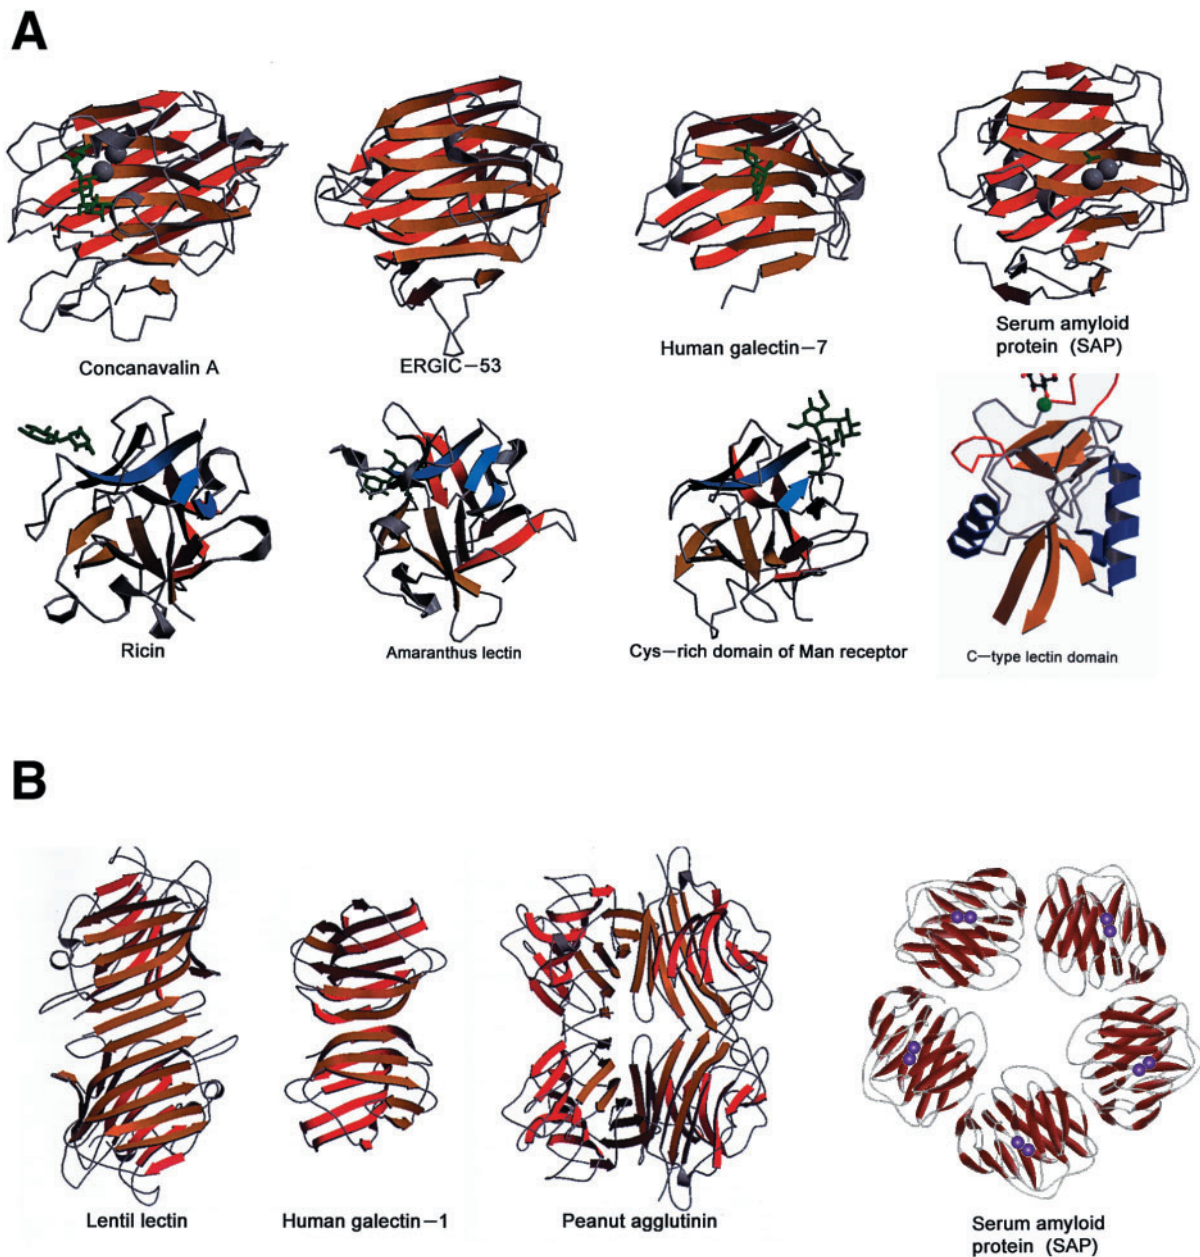 A
Concanavalin A
ERGIC−53
Human galectin−7
Serum amyloid
protein (SAP)
Ricin
Amaranthus lectin
Cys−rich domain of Man receptor
C−type lectin domain
B
Lentil lectin
Human galectin−1
Peanut agglutinin
Serum amyloid
protein (SAP)